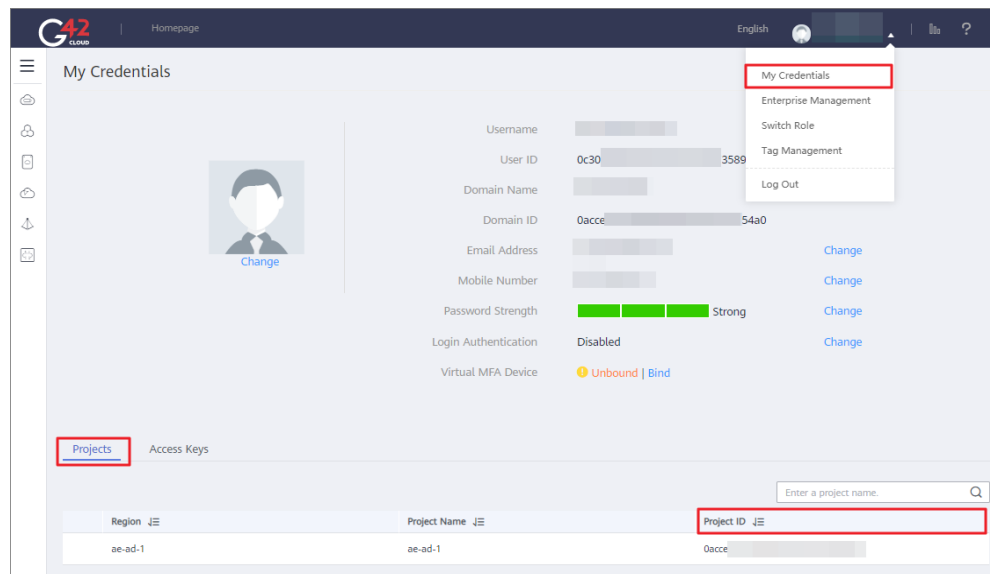 G42 CLOUD Homepage English ?
My Credentials
My Credentials
Enterprise Management
Switch Role
Tag Management
Log Out
Username
User ID 0c30 3589
Domain Name
Domain ID 0acce 54a0
Email Address Change
Mobile Number Change
Password Strength Strong Change
Login Authentication Disabled Change
Virtual MFA Device Unbound | Bind
Change
Projects Access Keys
Enter a project name.
Region Project Name Project ID
ae-ad-1 ae-ad-1 0acce